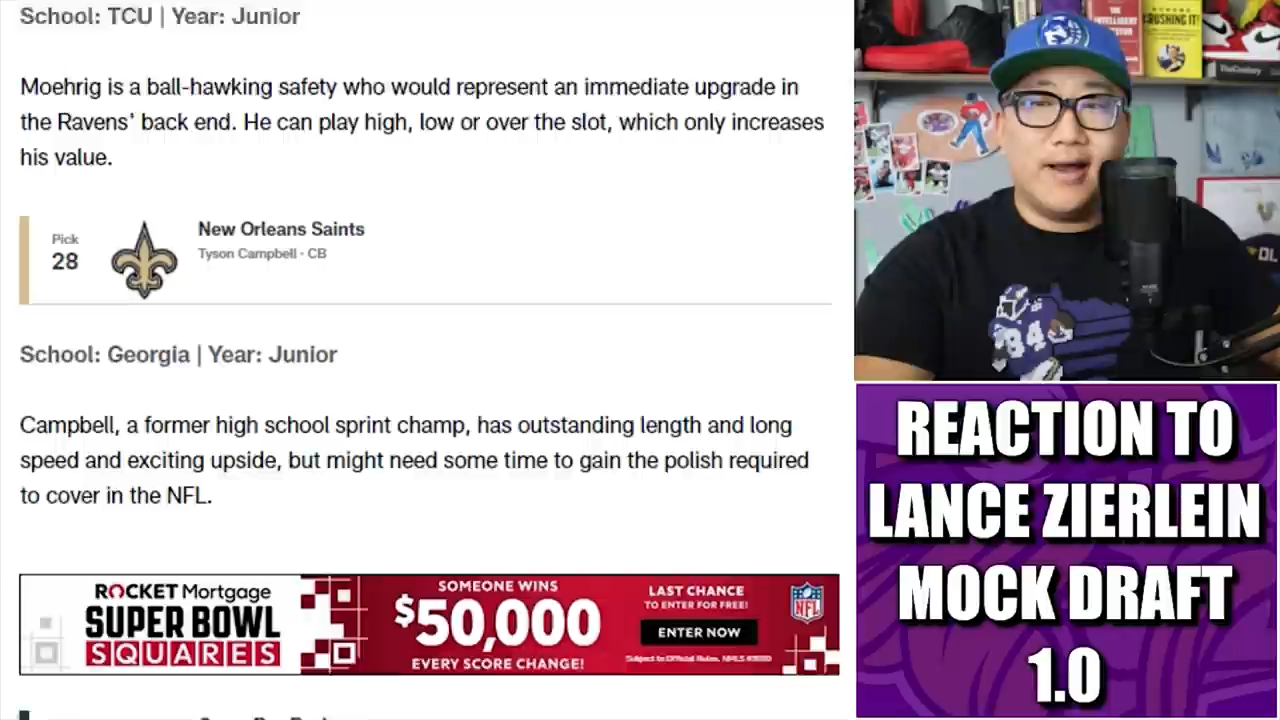 School: TCU | Year: Junior
Moehrig is a ball-hawking safety who would represent an immediate upgrade in
the Ravens' back end. He can play high, low or over the slot, which only increases
his value.
Pick
28
New Orleans Saints
Tyson Campbell · CB
School: Georgia | Year: Junior
Campbell, a former high school sprint champ, has outstanding length and long
speed and exciting upside, but might need some time to gain the polish required
to cover in the NFL.
ROCKET Mortgage
SUPER BOWL
SQUARES
SOMEONE WINS
$50,000
EVERY SCORE CHANGE!
LAST CHANCE
TO ENTER FOR FREE!
ENTER NOW
NFL
THE
INTELLIGENT
CRUSHING IT!
84
REACTION TO
LANCE ZIERLEIN
MOCK DRAFT
1.0